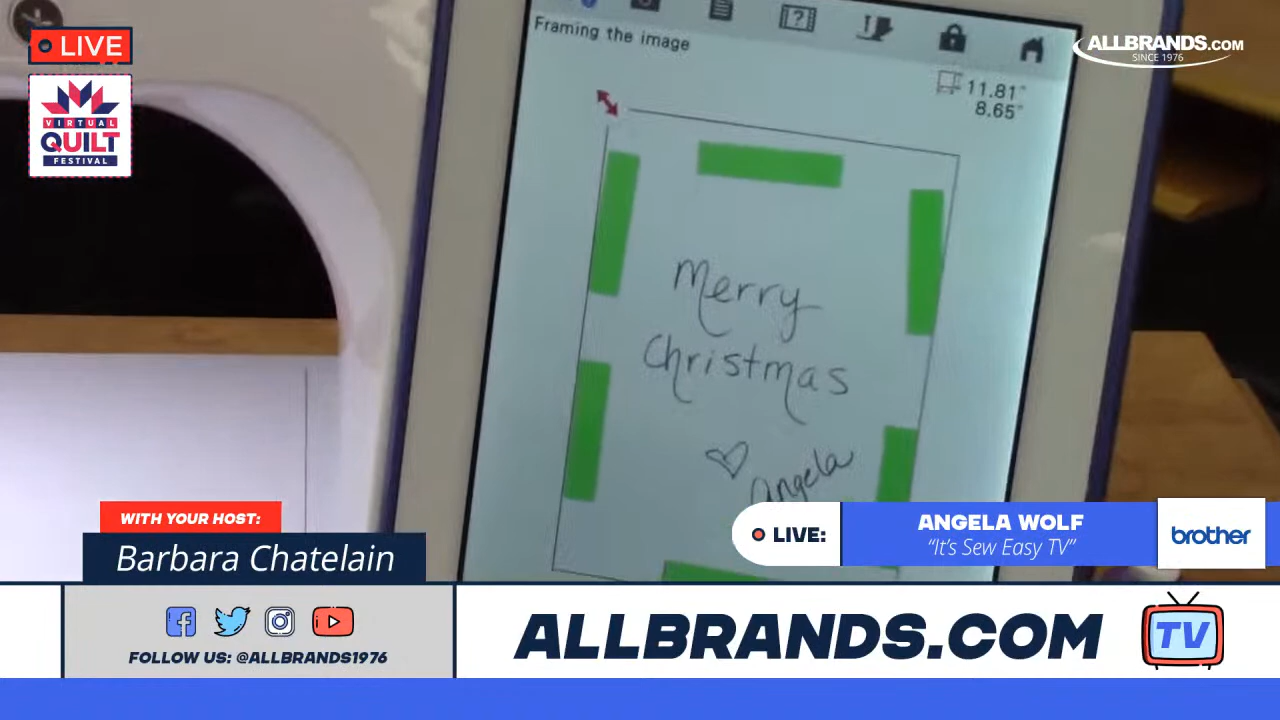 LIVE
VIRTUAL
QUILT
FESTIVAL
Framing the image
?
11.81"
8.65"
ALLBRANDS.COM
SINCE 1976
Merry
Christmas
Angela
WITH YOUR HOST:
Barbara Chatelain
LIVE:
ANGELA WOLF
"It's Sew Easy TV"
brother
FOLLOW US: @ALLBRANDS1976
ALLBRANDS.COM
TV